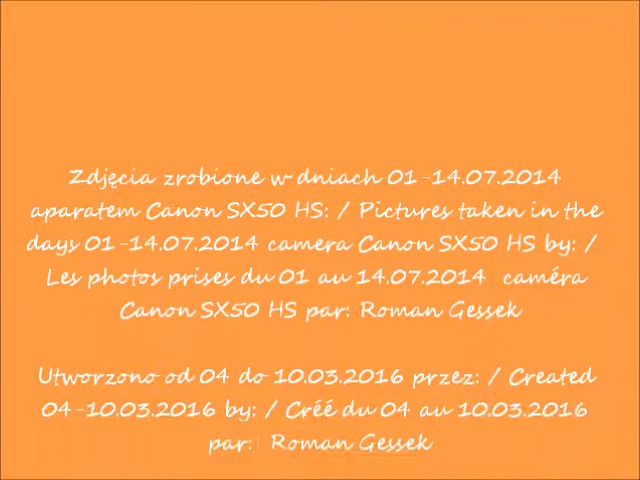 Zdjęcia zrobione w dniach 01-14.07.2014
aparatem Canon SX50 HS: / Pictures taken in the
days 01-14.07.2014 camera Canon SX50 HS by: /
Les photos prises du 01 au 14.07.2014 caméra
Canon SX50 HS par: Roman Gessek
Utworzono od 04 do 10.03.2016 przez: / Created
04-10.03.2016 by: / Créé du 04 au 10.03.2016
par: Roman Gessek